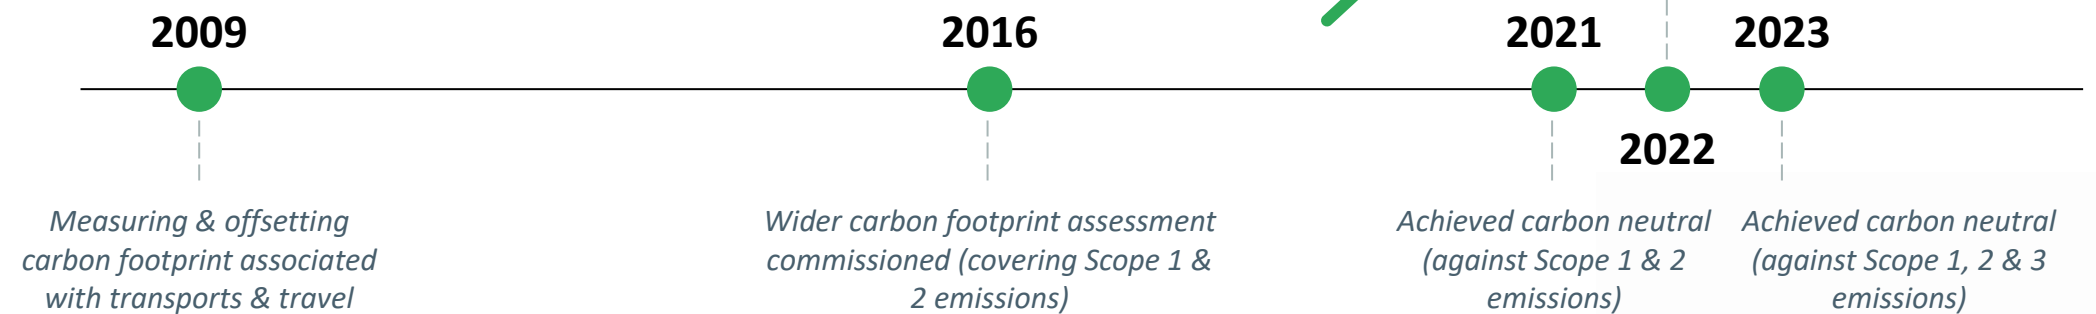 2009
2016
2021
2023
2022
Measuring & offsetting
carbon footprint associated
with transports & travel
Wider carbon footprint assessment
commissioned (covering Scope 1 &
2 emissions)
Achieved carbon neutral
(against Scope 1 & 2
emissions)
Achieved carbon neutral
(against Scope 1, 2 & 3
emissions)